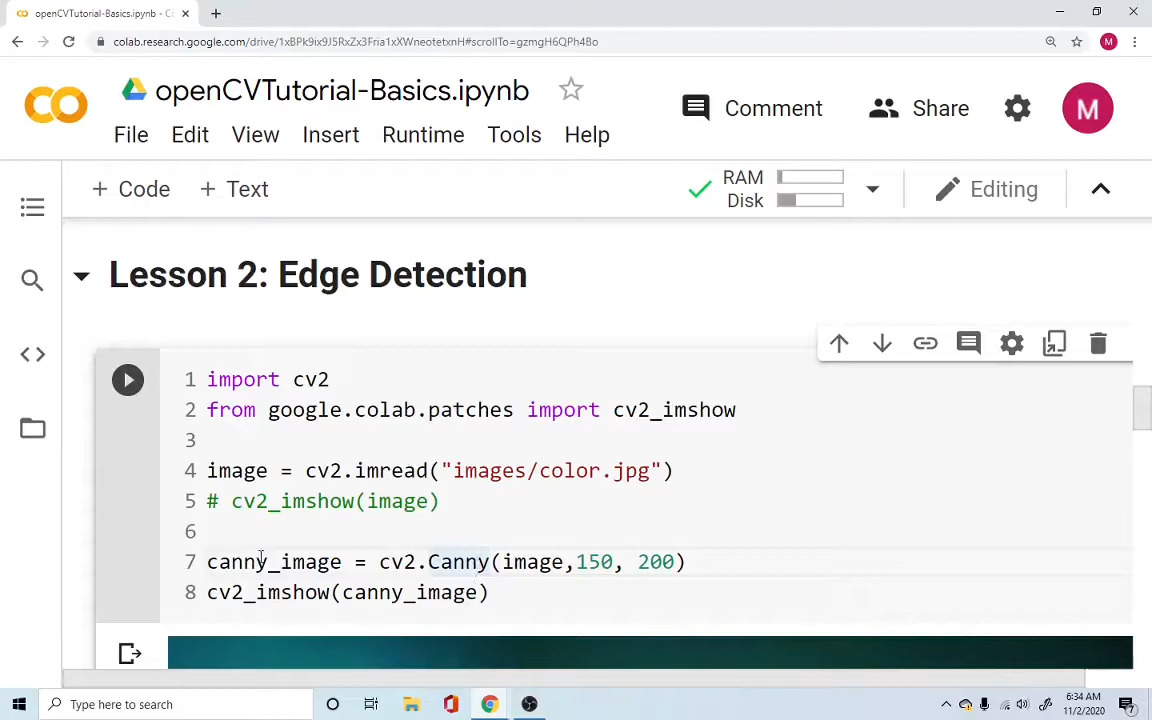 openCVTutorial-Basics.ipynb - Co
colab.research.google.com/drive/1xBPk9ix9J5RxZx3Fria1xXWneotetxnH#scrollTo=gzmgH6QPh4Bo
M
openCVTutorial-Basics.ipynb
Comment
Share
M
File Edit View Insert Runtime Tools Help
+ Code + Text
RAM
Disk
Editing
Lesson 2: Edge Detection
1 import cv2
2 from google.colab.patches import cv2_imshow
3
4 image = cv2.imread("images/color.jpg")
5 # cv2_imshow(image)
6
7 canny_image = cv2.Canny(image,150, 200)
8 cv2_imshow(canny_image)
Type here to search
6:34 AM
11/2/2020
7